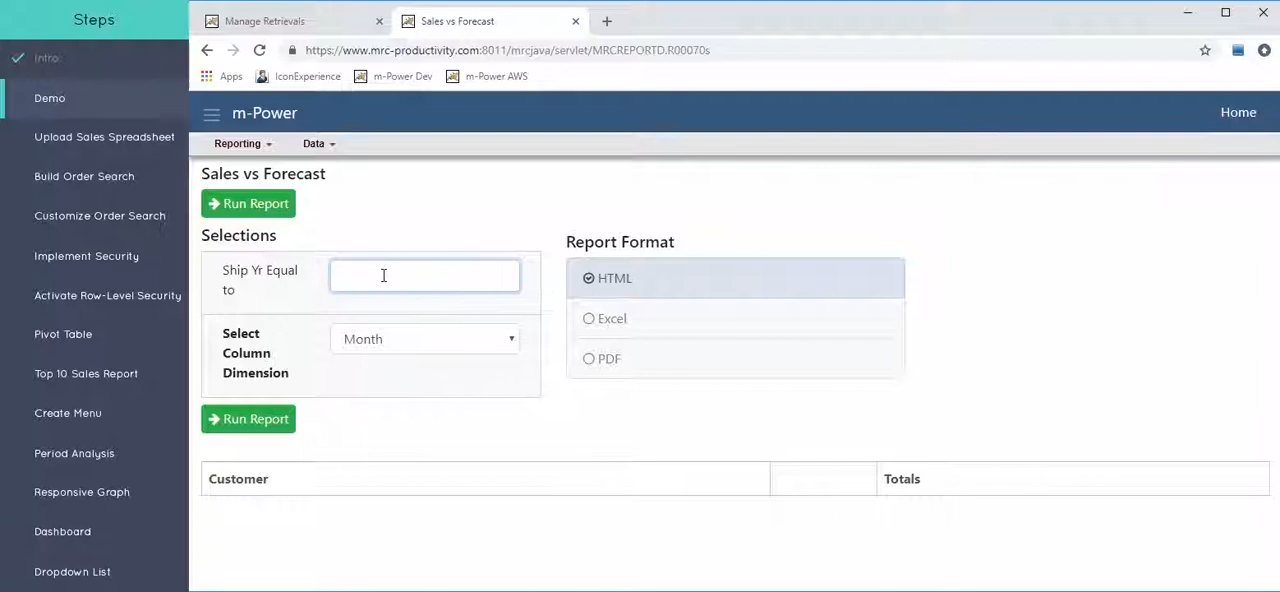 Steps
Intro
Demo
Upload Sales Spreadsheet
Build Order Search
Customize Order Search
Implement Security
Activate Row-Level Security
Pivot Table
Top 10 Sales Report
Create Menu
Period Analysis
Responsive Graph
Dashboard
Dropdown List
Manage Retrievals
Sales vs Forecast
https://www.mrc-productivity.com:8011/mrcjava/servlet/MRCREPORTD.R00070s
Apps IconExperience m-Power Dev m-Power AWS
m-Power
Home
Reporting Data
Sales vs Forecast
Run Report
Selections
Ship Yr Equal
to
Select
Column
Dimension
Month
Report Format
HTML
Excel
PDF
Run Report
Customer Totals